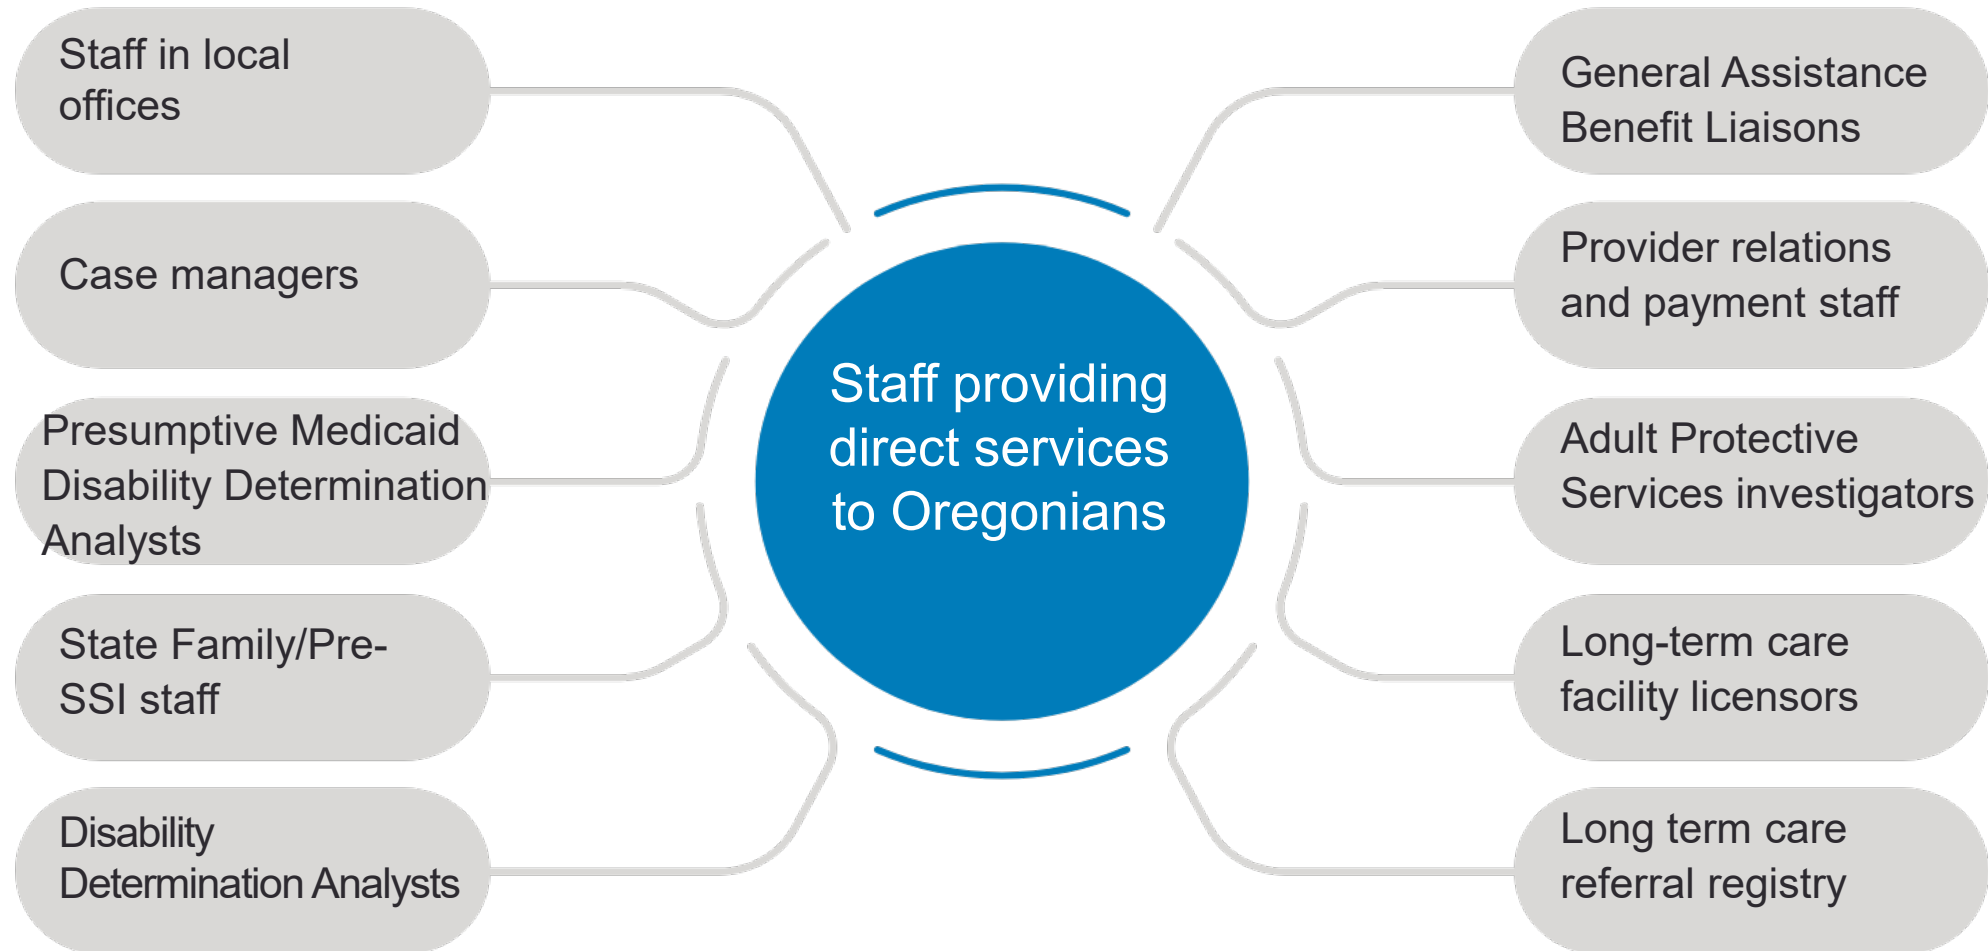 Staff in local
offices
Case managers
Presumptive Medicaid
Disability Determination
Analysts
State Family/Pre-
SSI staff
Disability
Determination Analysts
Staff providing
direct services
to Oregonians
General Assistance
Benefit Liaisons
Provider relations
and payment staff
Adult Protective
Services investigators
Long-term care
facility licensors
Long term care
referral registry